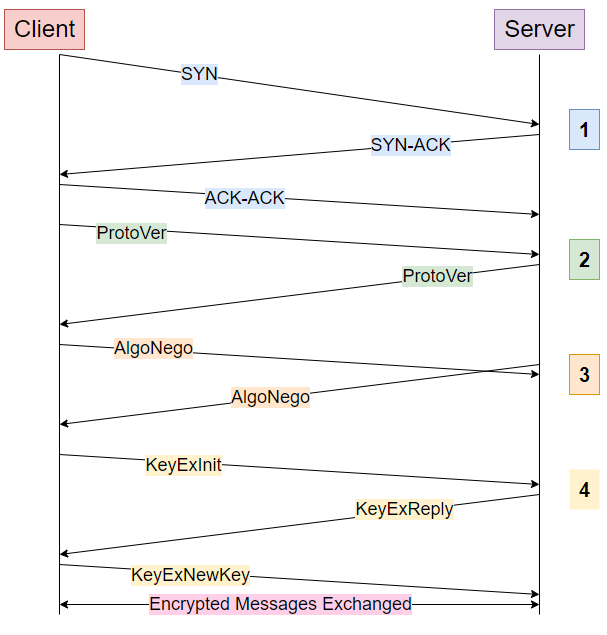 Client
Server
SYN
1
SYN-ACK
ACK-ACK
ProtoVer
2
ProtoVer
AlgoNego
3
AlgoNego
KeyExInit
4
KeyExReply
KeyExNewKey
Encrypted Messages Exchanged